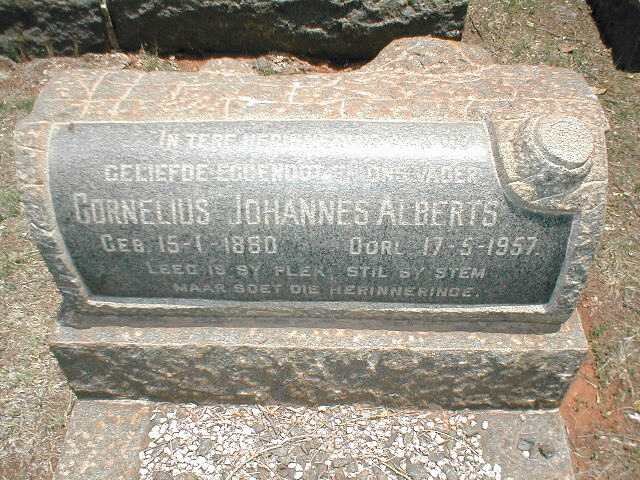 IN TERE HERINNERING
GELIEFDE EGGENOOT EN ONS VADER
CORNELIUS JOHANNES ALBERTS
GEB 15-1-1880 OORL 17-5-1957.
LEEG IS SY PLEK, STIL SY STEM
MAAR SOET DIE HERINNERINGE.